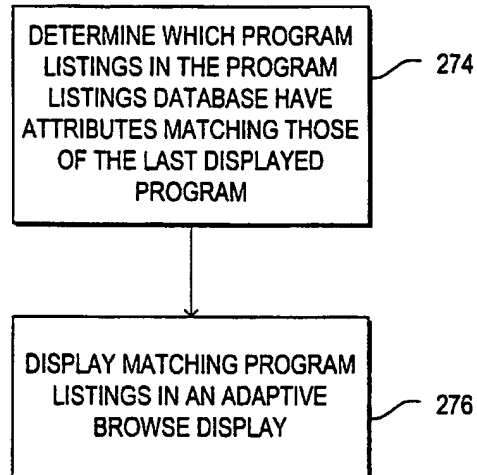 DETERMINE WHICH PROGRAM
LISTINGS IN THE PROGRAM
LISTINGS DATABASE HAVE
ATTRIBUTES MATCHING THOSE
OF THE LAST DISPLAYED
PROGRAM
274
DISPLAY MATCHING PROGRAM
LISTINGS IN AN ADAPTIVE
BROWSE DISPLAY
276